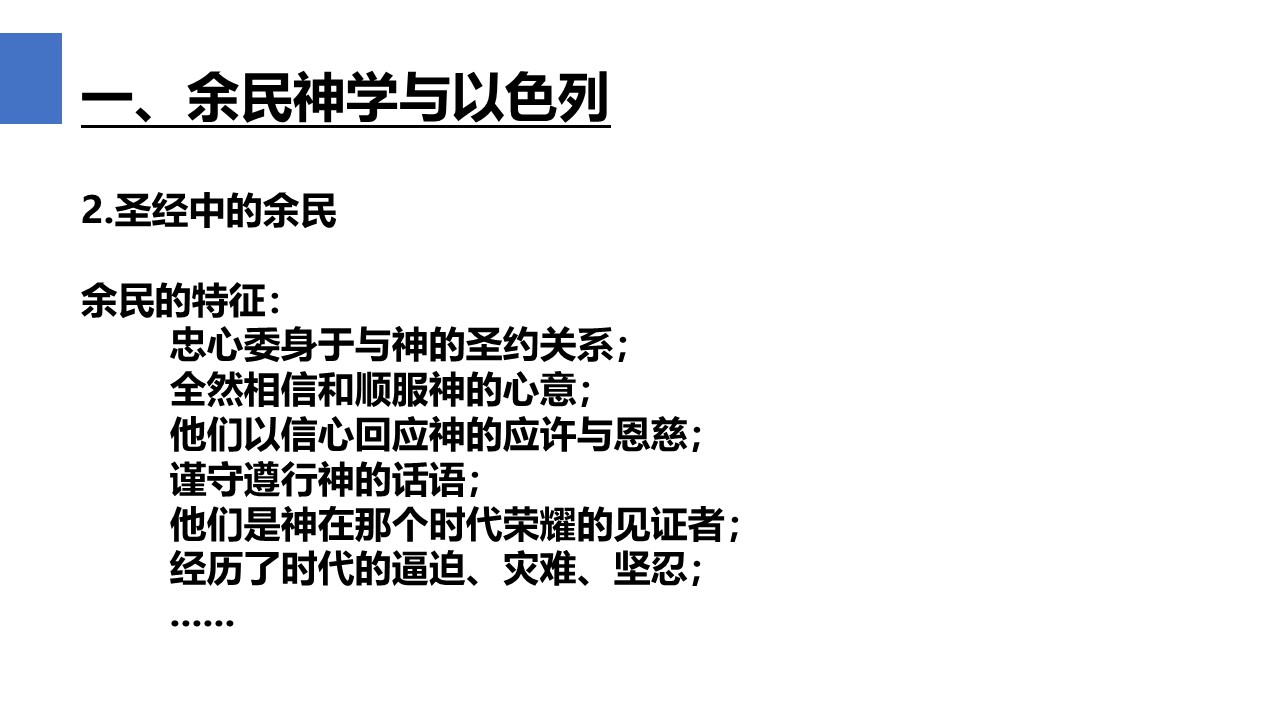 一、余民神学与以色列
2.圣经中的余民
余民的特征：
忠心委身于与神的圣约关系；
全然相信和顺服神的心意；
他们以信心回应神的应许与恩慈；
谨守遵行神的话语；
他们是神在那个时代荣耀的见证者；
经历了时代的逼迫、灾难、坚忍；
……